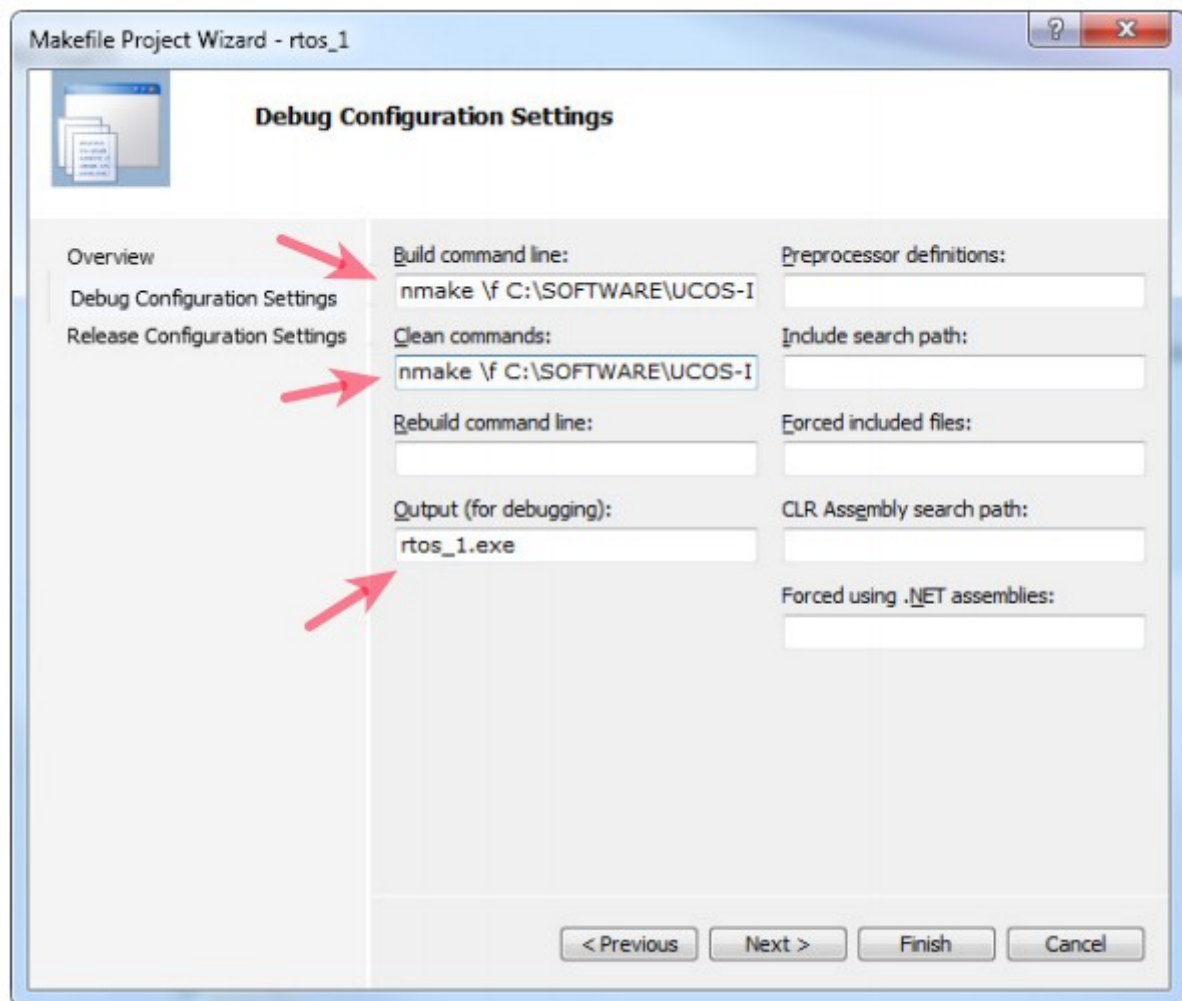 Makefile Project Wizard - rtos_1
Debug Configuration Settings
Overview
Debug Configuration Settings
Release Configuration Settings
Build command line:
nmake \f C:\SOFTWARE\UCOS-I
Clean commands:
nmake \f C:\SOFTWARE\UCOS-I
Rebuild command line:
Output (for debugging):
rtos_1.exe
Preprocessor definitions:
Include search path:
Forced included files:
CLR Assembly search path:
Forced using .NET assemblies:
< Previous
Next >
Finish
Cancel